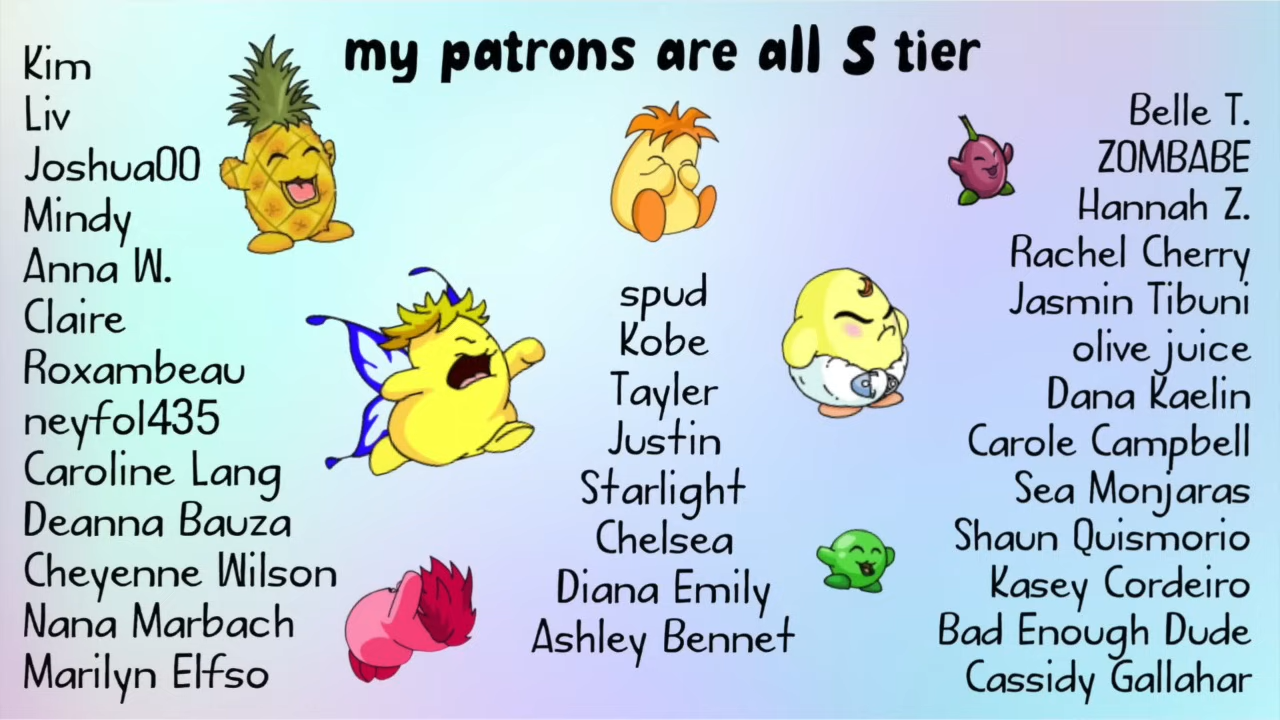 my patrons are all S tier
Kim
Liv
Joshua00
Mindy
Anna W.
Claire
Roxambeau
neyfol435
Caroline Lang
Deanna Bauza
Cheyenne Wilson
Nana Marbach
Marilyn Elfso
spud
Kobe
Tayler
Justin
Starlight
Chelsea
Diana Emily
Ashley Bennet
Belle T.
ZOMBABE
Hannah Z.
Rachel Cherry
Jasmin Tibuni
olive juice
Dana Kaelin
Carole Campbell
Sea Monjaras
Shaun Quismorio
Kasey Cordeiro
Bad Enough Dude
Cassidy Gallahar